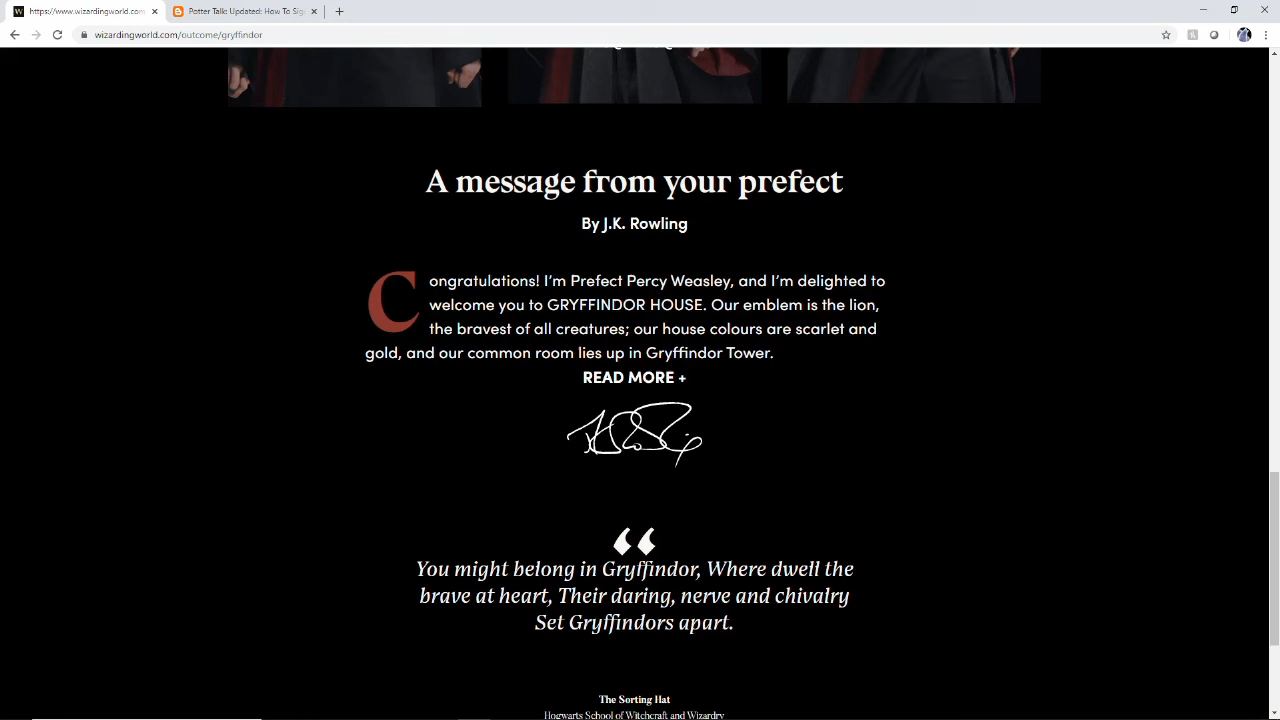 https://www.wizardingworld.com
Potter Talk: Updated: How To Sig
wizardingworld.com/outcome/gryffindor
A message from your prefect
By J.K. Rowling
Congratulations! I'm Prefect Percy Weasley, and I'm delighted to
welcome you to GRYFFINDOR HOUSE. Our emblem is the lion,
the bravest of all creatures; our house colours are scarlet and
gold, and our common room lies up in Gryffindor Tower.
READ MORE +
“
You might belong in Gryffindor, Where dwell the
brave at heart, Their daring, nerve and chivalry
Set Gryffindors apart.
The Sorting Hat
Hogwarts School of Witchcraft and Wizardry